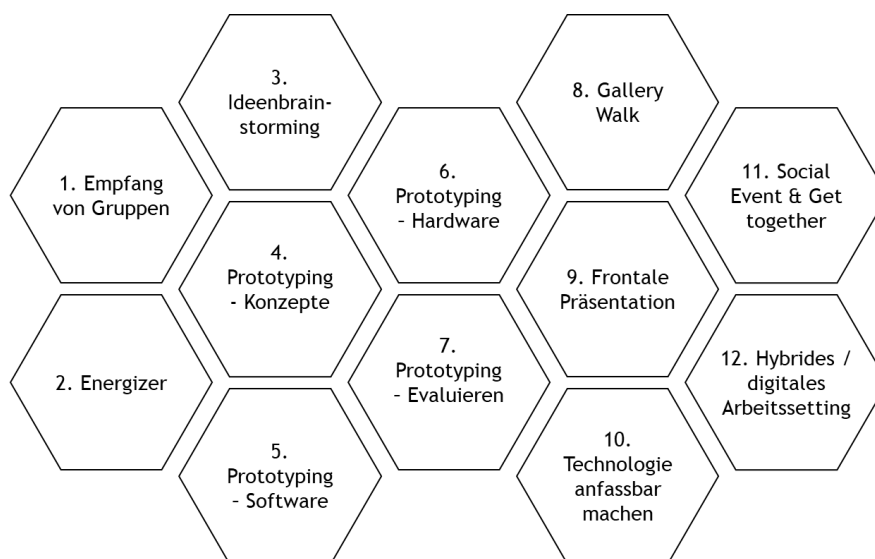 1. Empfang
von Gruppen
2. Energizer
3.
Ideenbrain-
storming
4.
Prototyping
- Konzepte
5.
Prototyping
– Software
6.
Prototyping
– Hardware
7.
Prototyping
– Evaluieren
8. Gallery
Walk
9. Frontale
Präsentation
10.
Technologie
anfassbar
machen
11. Social
Event & Get
together
12. Hybrides /
digitales
Arbeitssetting